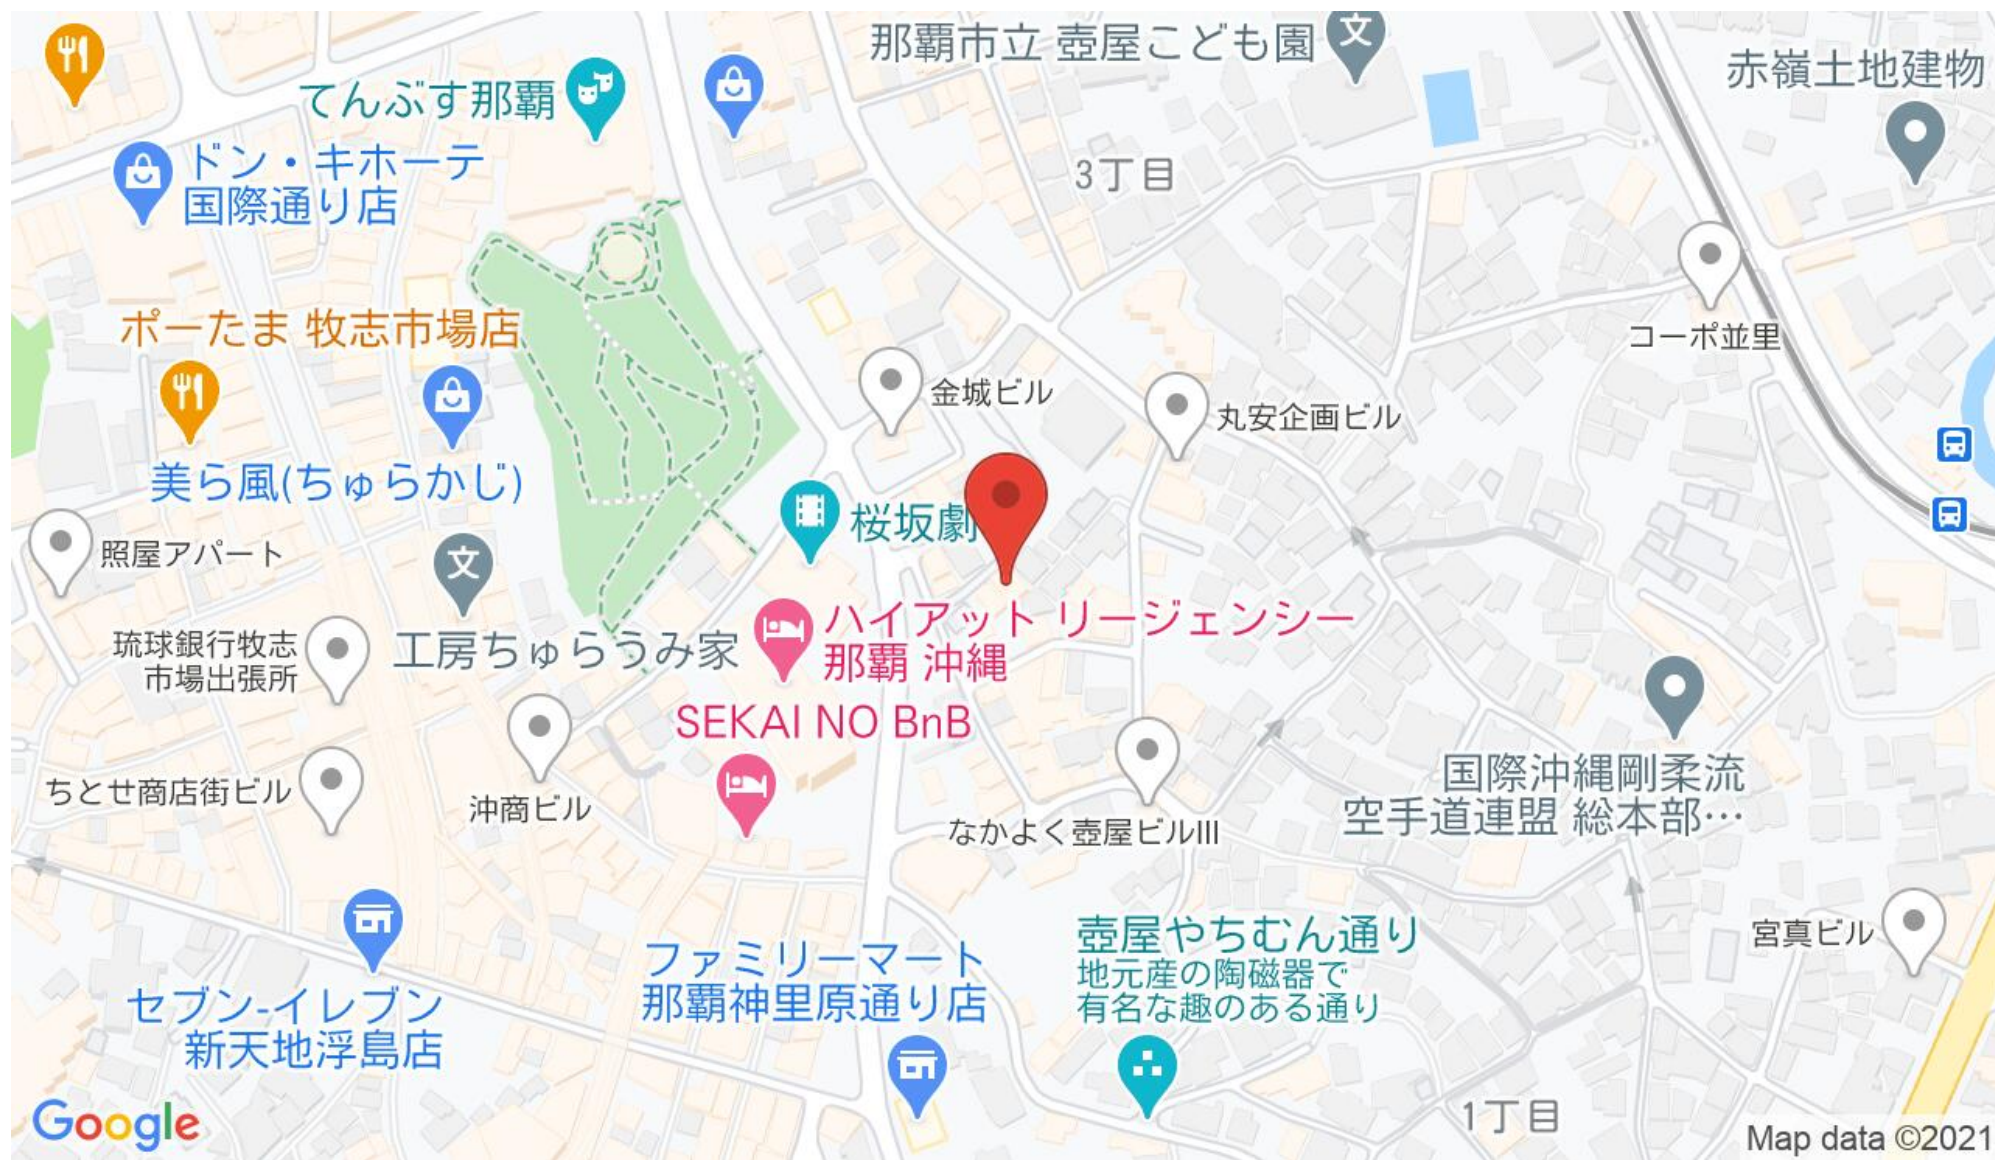 那覇市立 壺屋こども園
赤嶺土地建物
てんぶす那覇
ドン・キホーテ
国際通り店
3丁目
ポーたま 牧志市場店
コーポ並里
金城ビル
丸安企画ビル
美ら風(ちゅらかじ)
桜坂劇
照屋アパート
ハイアット リージェンシー
那覇 沖縄
琉球銀行牧志
市場出張所
工房ちゅらうみ家
SEKAI NO BnB
国際沖縄剛柔流
空手道連盟 総本部…
ちとせ商店街ビル
沖商ビル
なかよく壺屋ビルIII
壺屋やちむん通り
地元産の陶磁器で
有名な趣のある通り
宮真ビル
ファミリーマート
那覇神里原通り店
セブン-イレブン
新天地浮島店
1丁目
Google
Map data ©2021